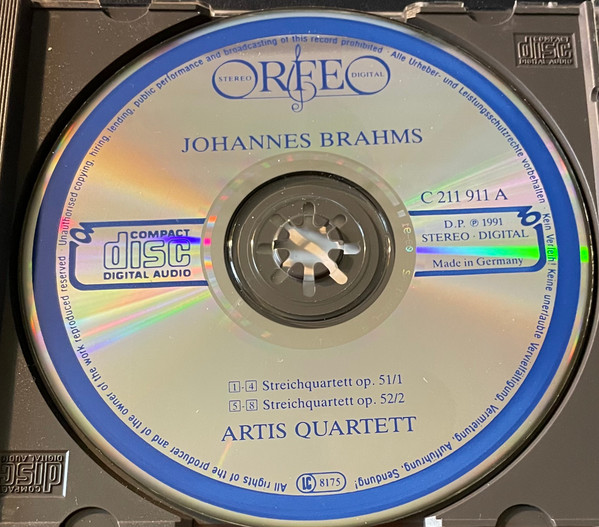 STEREO ORFEO DIGITAL
JOHANNES BRAHMS
C 211 911 A
D.P. ℗ 1991
STEREO · DIGITAL
Made in Germany
COMPACT
disc
DIGITAL AUDIO
1 - 4 Streichquartett op. 51/1
5 - 8 Streichquartett op. 52/2
ARTIS QUARTETT
LC 8175
All rights of the producer and of the owner of the work reproduced reserved · Unauthorised copying, hiring, lending, public performance and broadcasting of this record prohibited · Alle Urheber- und Leistungsschutzrechte vorbehalten · Kein Verleih! Keine unerlaubte Vervielfältigung, Vermietung, Aufführung, Sendung!
COMPACT
disc
DIGITAL AUDIO
COMPACT
disc
DIGITAL AUDIO